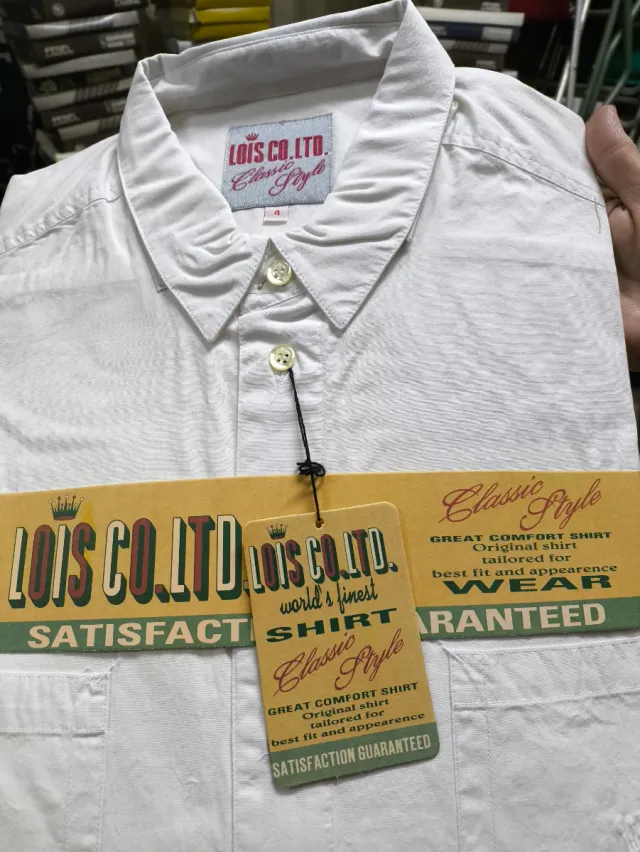 LOIS CO.LTD.
Classic
Style
4
LOIS CO.LTD.
Classic
Style
GREAT COMFORT SHIRT
Original shirt
tailored for
best fit and appearence
WEAR
SATISFACT
RANTEED
LOIS CO.LTD.
world's finest
SHIRT
Classic
Style
GREAT COMFORT SHIRT
Original shirt
tailored for
best fit and appearence
SATISFACTION GUARANTEED